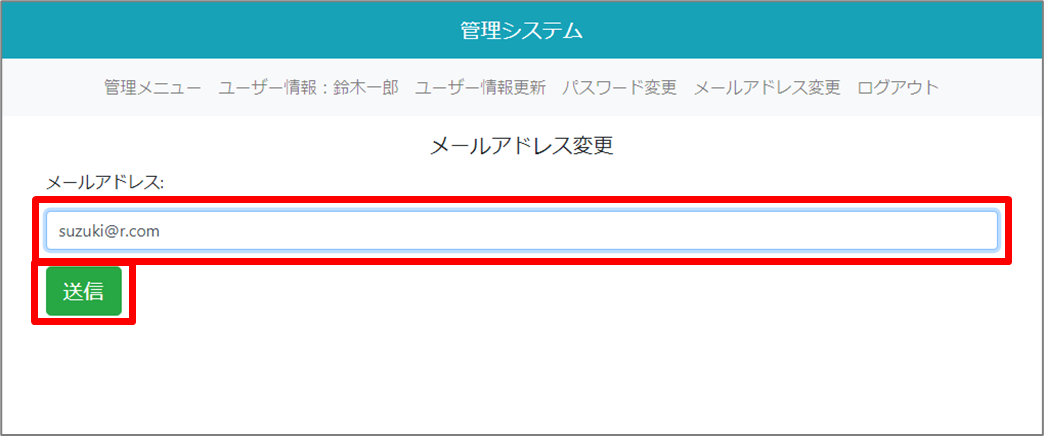 管理システム
管理メニュー ユーザー情報：鈴木一郎 ユーザー情報更新 パスワード変更 メールアドレス変更 ログアウト
メールアドレス変更
メールアドレス:
suzuki@r.com
送信